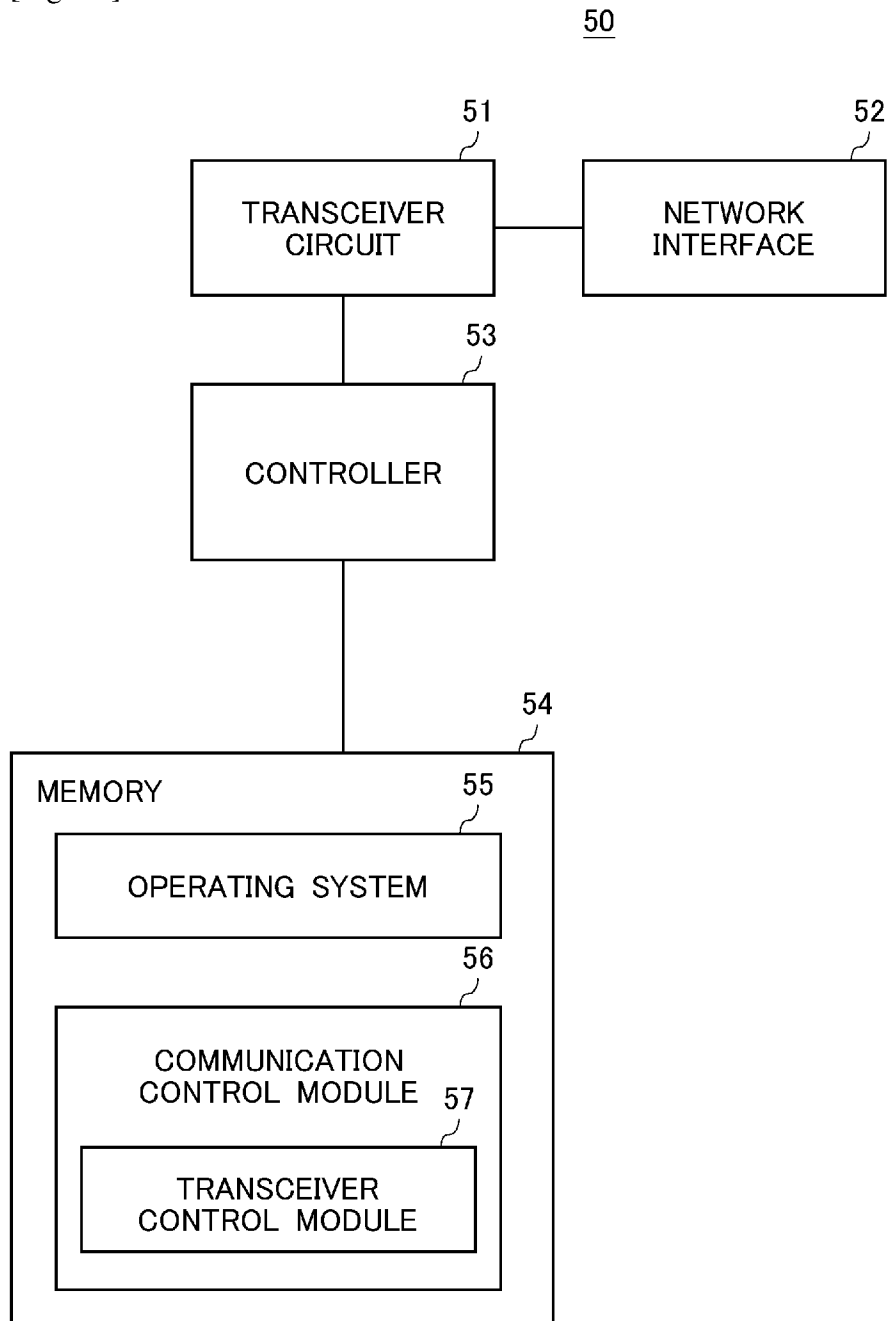 50
51
52
TRANSCEIVER
CIRCUIT
NETWORK
INTERFACE
53
CONTROLLER
54
MEMORY
55
OPERATING SYSTEM
56
COMMUNICATION
CONTROL MODULE
57
TRANSCEIVER
CONTROL MODULE